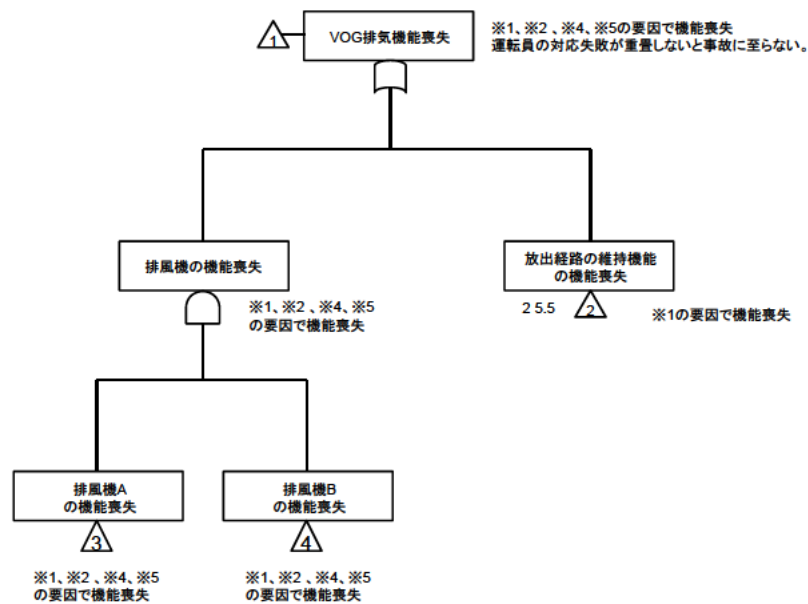 1
VOG排気機能喪失
※1、※2 、※4、※5の要因で機能喪失
運転員の対応失敗が重畳しないと事故に至らない。
排風機の機能喪失
※1、※2 、※4、※5
の要因で機能喪失
放出経路の維持機能
の機能喪失
2 5.5
2
※1の要因で機能喪失
排風機A
の機能喪失
3
※1、※2 、※4、※5
の要因で機能喪失
排風機B
の機能喪失
4
※1、※2 、※4、※5
の要因で機能喪失